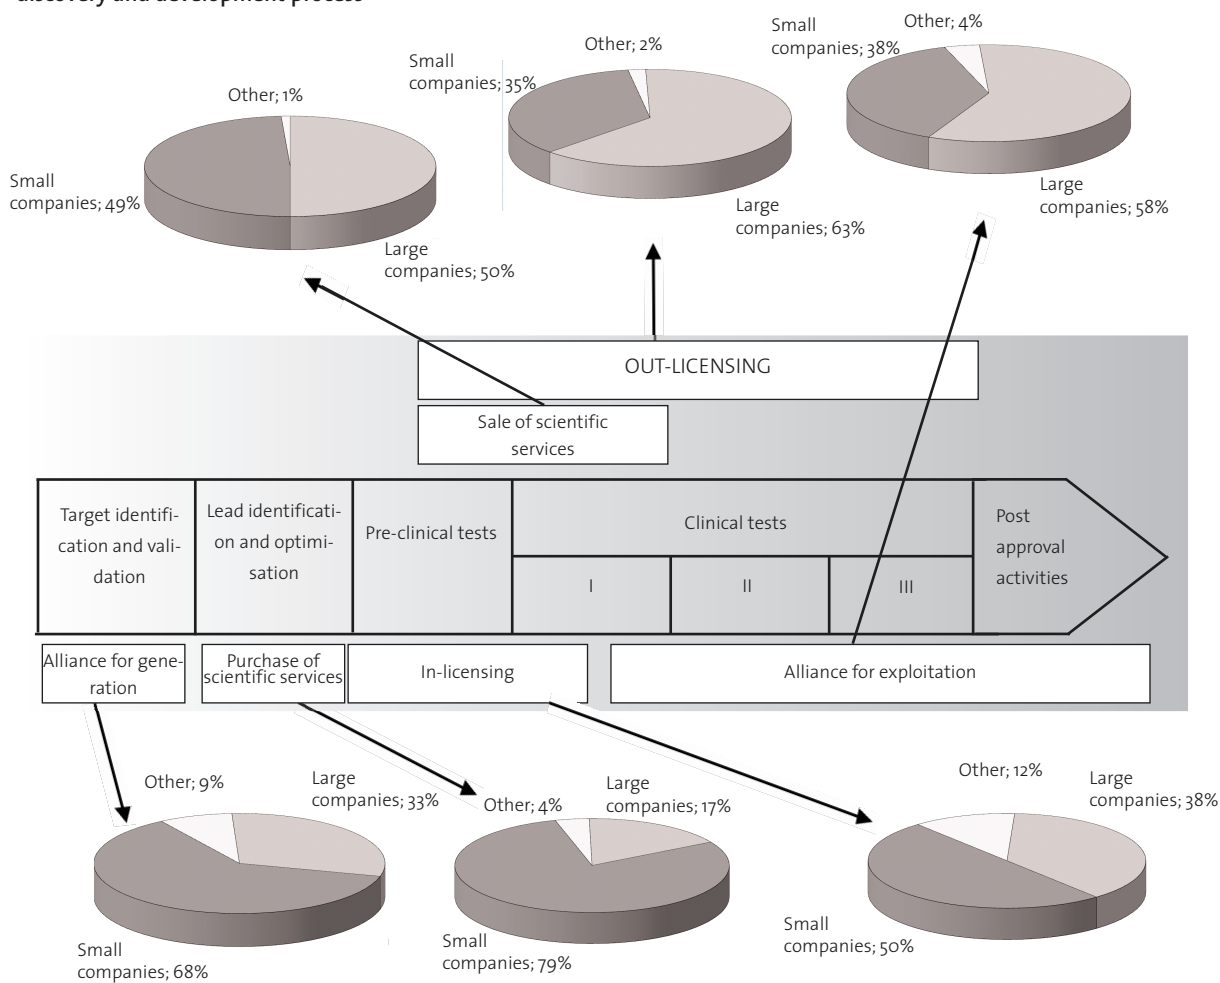 discovery and development process
Other; 1%
Small
companies; 49%
Large
companies; 50%
Other; 2%
Small
companies; 35%
Large
companies; 63%
Other; 4%
Small
companies; 38%
Large
companies; 58%
OUT-LICENSING
Sale of scientific
services
Target identifi-
cation and vali-
dation
Lead identificati-
on and optimi-
sation
Pre-clinical tests
Clinical tests
I
II
III
Post
approval
activities
Alliance for gene-
ration
Purchase of
scientific services
In-licensing
Alliance for exploitation
Other; 9%
Large
companies; 33%
Small
companies; 68%
Other; 4%
Large
companies; 17%
Small
companies; 79%
Other; 12%
Large
companies; 38%
Small
companies; 50%